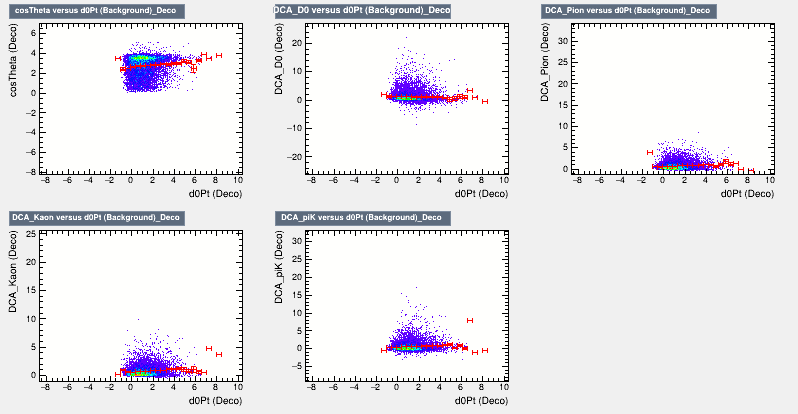 cosTheta versus d0Pt (Background)_Deco
DCA_D0 versus d0Pt (Background)_Deco
DCA_Pion versus d0Pt (Background)_Deco
cosTheta (Deco)
6
4
2
0
−2
−4
−6
−8
−8 −6 −4 −2 0 2 4 6 8 10
d0Pt (Deco)
DCA_D0 (Deco)
20
10
0
−10
−20
−8 −6 −4 −2 0 2 4 6 8 10
d0Pt (Deco)
DCA_Pion (Deco)
30
25
20
15
10
5
0
−8 −6 −4 −2 0 2 4 6 8 10
d0Pt (Deco)
DCA_Kaon versus d0Pt (Background)_Deco
DCA_piK versus d0Pt (Background)_Deco
DCA_Kaon (Deco)
25
20
15
10
5
0
−8 −6 −4 −2 0 2 4 6 8 10
d0Pt (Deco)
DCA_piK (Deco)
30
25
20
15
10
5
0
−5
−8 −6 −4 −2 0 2 4 6 8 10
d0Pt (Deco)